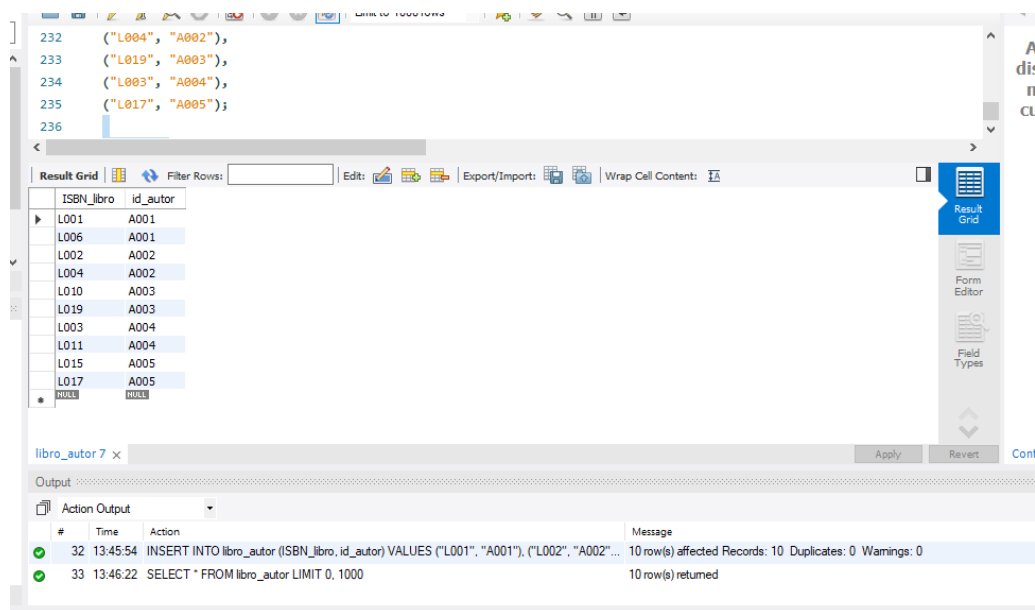 Limit to 1000 rows
232 ("L004", "A002"),
233 ("L019", "A003"),
234 ("L003", "A004"),
235 ("L017", "A005");
236
Result Grid Filter Rows: Edit: Export/Import: Wrap Cell Content: IA
ISBN_libro id_autor
L001 A001
L006 A001
L002 A002
L004 A002
L010 A003
L019 A003
L003 A004
L011 A004
L015 A005
L017 A005
NULL NULL
Result
Grid
Form
Editor
Field
Types
libro_autor 7 Apply Revert
Output
Action Output
# Time Action Message
32 13:45:54 INSERT INTO libro_autor (ISBN_libro, id_autor) VALUES ("L001", "A001"), ("L002", "A002"... 10 row(s) affected Records: 10 Duplicates: 0 Warnings: 0
33 13:46:22 SELECT * FROM libro_autor LIMIT 0, 1000 10 row(s) returned